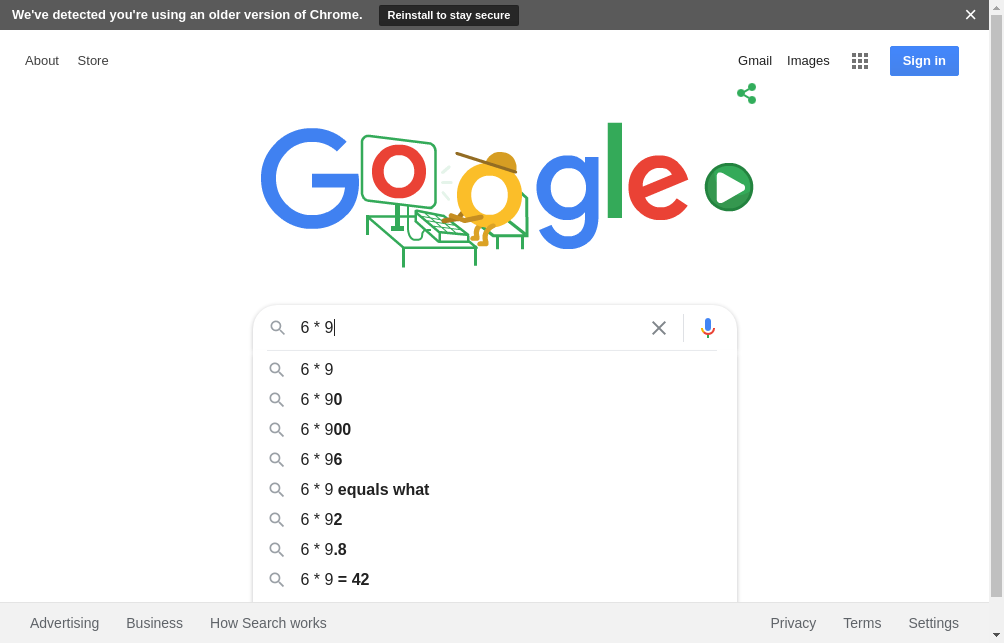 We've detected you're using an older version of Chrome. Reinstall to stay secure
About Store Gmail Images Sign in
Google
6 * 9
6 * 9
6 * 90
6 * 900
6 * 96
6 * 9 equals what
6 * 92
6 * 9.8
6 * 9 = 42
Advertising Business How Search works Privacy Terms Settings